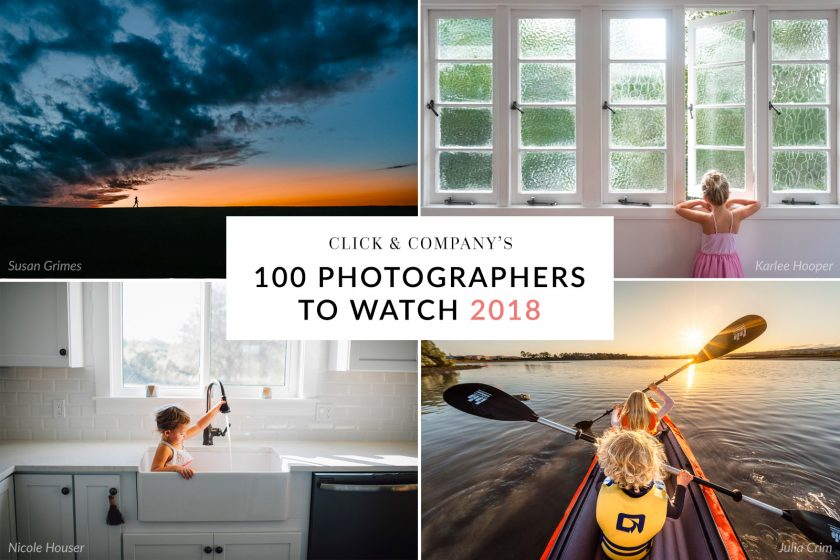 CLICK & COMPANY'S
100 PHOTOGRAPHERS
TO WATCH 2018
Susan Grimes
Karlee Hooper
Nicole Houser
Julia Crim